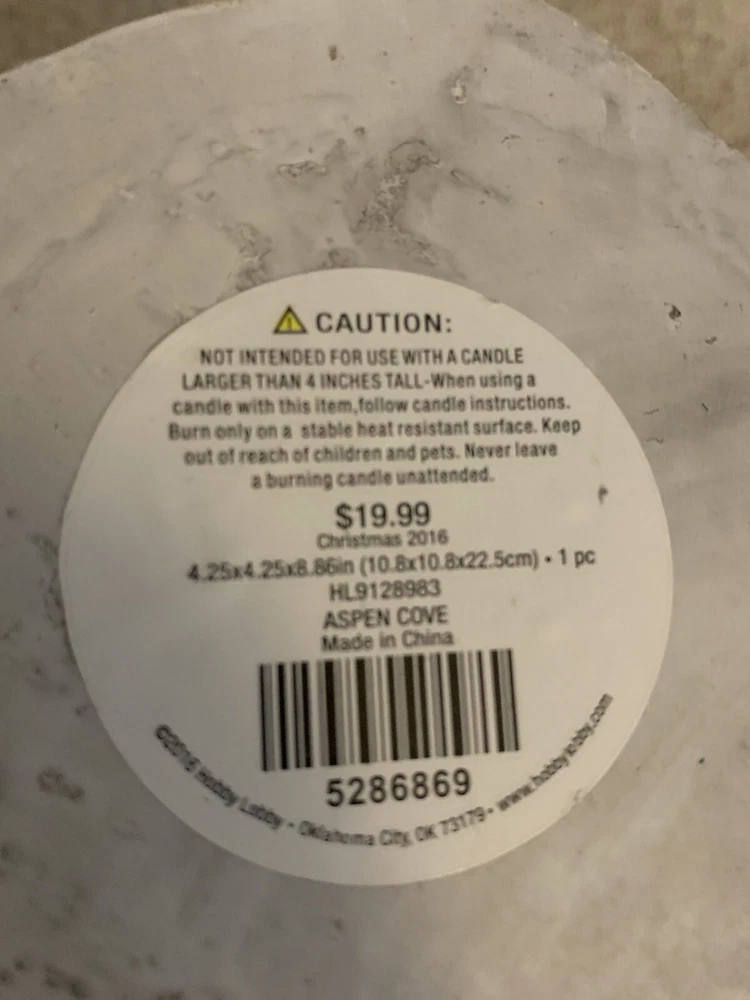 CAUTION:
NOT INTENDED FOR USE WITH A CANDLE
LARGER THAN 4 INCHES TALL-When using a
candle with this item,follow candle instructions.
Burn only on a stable heat resistant surface. Keep
out of reach of children and pets. Never leave
a burning candle unattended.
$19.99
Christmas 2016
4.25x4.25x8.86in (10.8x10.8x22.5cm) • 1 pc
HL9128983
ASPEN COVE
Made in China
5286869
©2016 Hobby Lobby - Oklahoma City, OK 73179 - www.hobbylobby.com